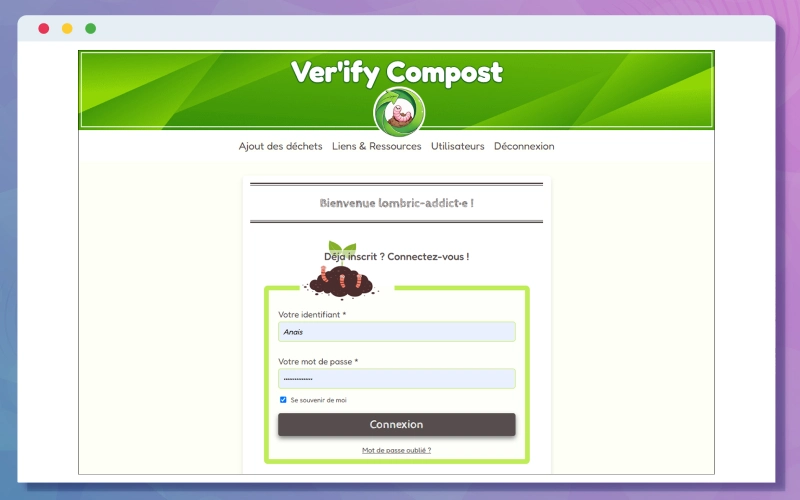 Ver'ify Compost
Ajout des déchets Liens & Ressources Utilisateurs Déconnexion
Bienvenue lombric-addict·e !
Déja inscrit ? Connectez-vous !
Votre identifiant *
Anais
Votre mot de passe *
Se souvenir de moi
Connexion
Mot de passe oublié ?